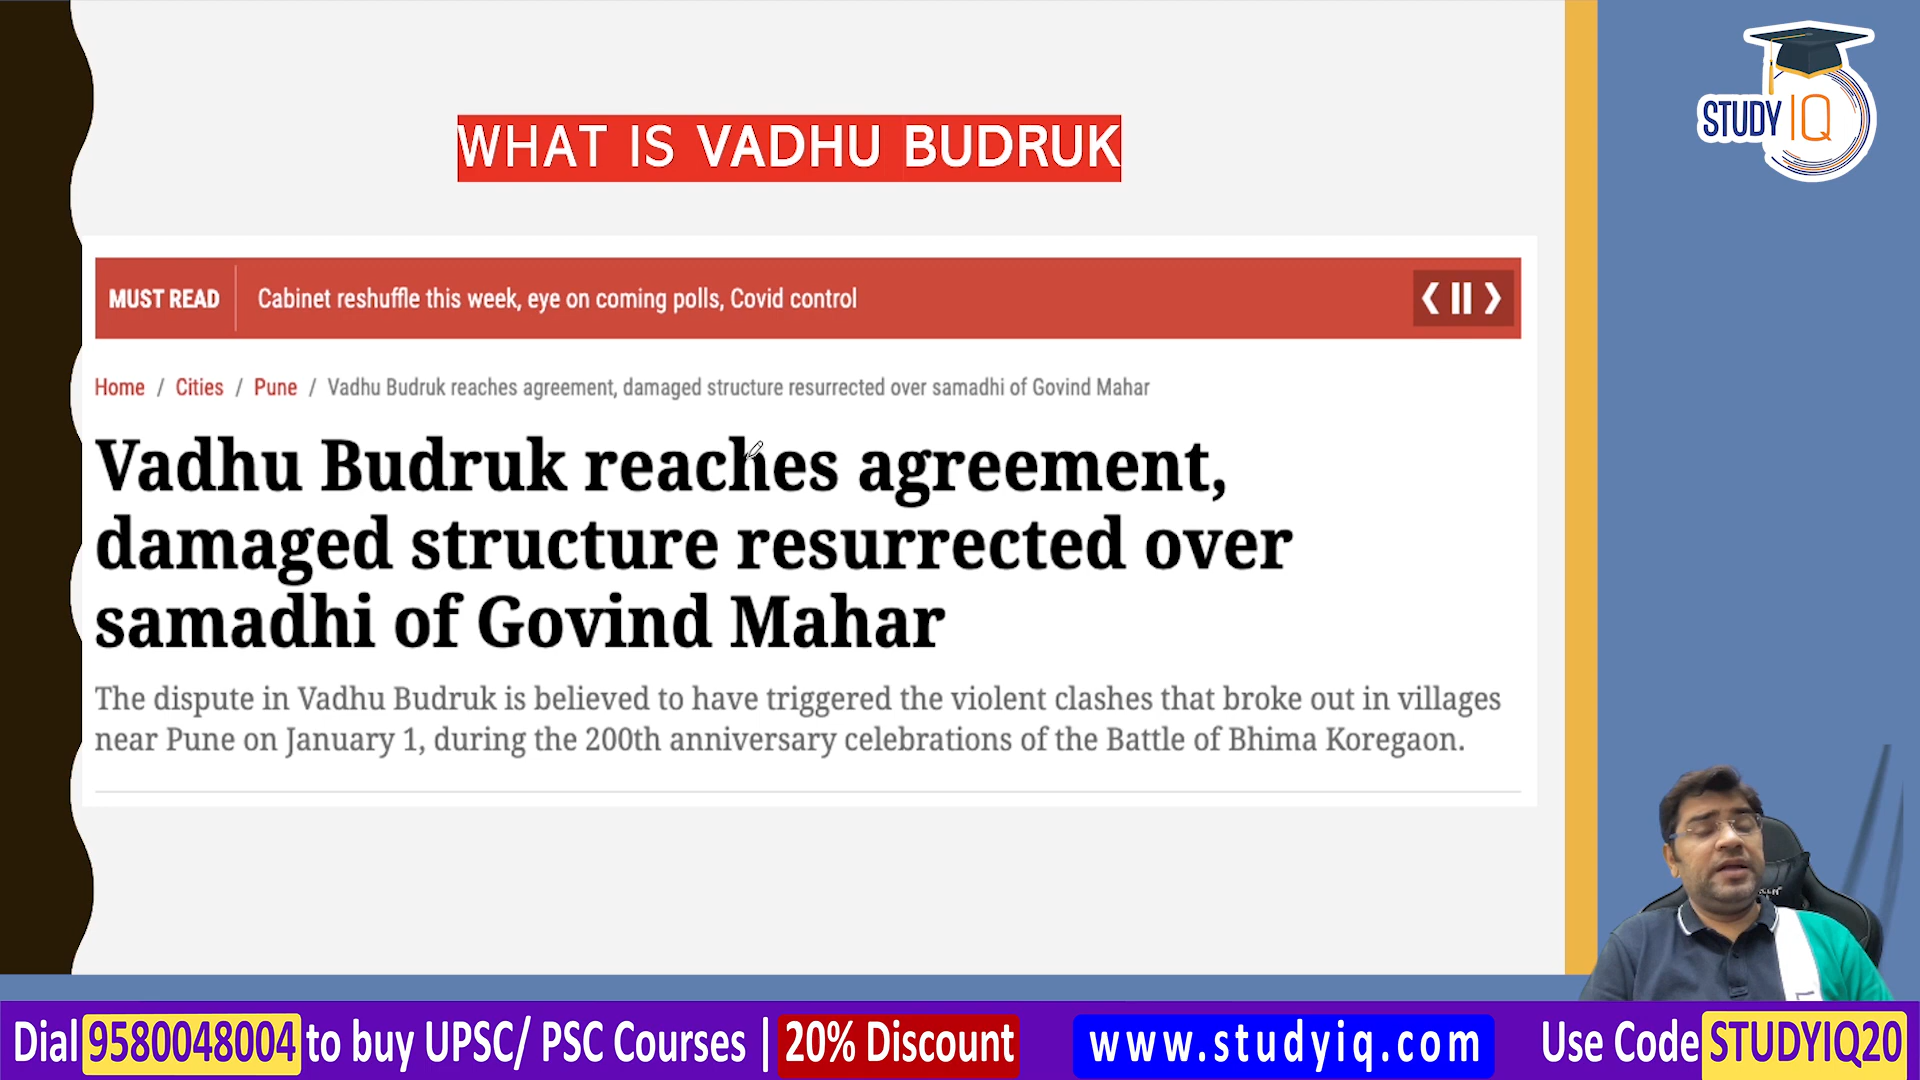 STUDY IQ
WHAT IS VADHU BUDRUK
MUST READ Cabinet reshuffle this week, eye on coming polls, Covid control
Home / Cities / Pune / Vadhu Budruk reaches agreement, damaged structure resurrected over samadhi of Govind Mahar
Vadhu Budruk reaches agreement,
damaged structure resurrected over
samadhi of Govind Mahar
The dispute in Vadhu Budruk is believed to have triggered the violent clashes that broke out in villages
near Pune on January 1, during the 200th anniversary celebrations of the Battle of Bhima Koregaon.
Dial 9580048004 to buy UPSC/ PSC Courses | 20% Discount www.studyiq.com Use Code STUDYIQ20